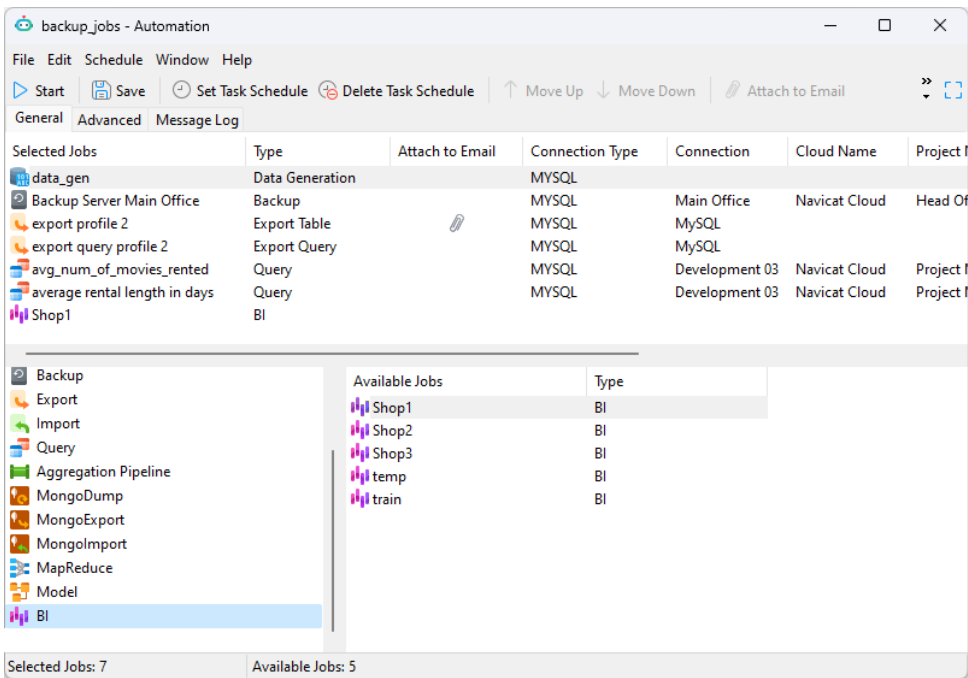 backup_jobs - Automation
File Edit Schedule Window Help
Start Save Set Task Schedule Delete Task Schedule Move Up Move Down Attach to Email
General Advanced Message Log
Selected Jobs Type Attach to Email Connection Type Connection Cloud Name Project
data_gen Data Generation MYSQL
Backup Server Main Office Backup MYSQL Main Office Navicat Cloud Head
export profile 2 Export Table MYSQL MySQL
export query profile 2 Export Query MYSQL MySQL
avg_num_of_movies_rented Query MYSQL Development 03 Navicat Cloud Project
average rental length in days Query MYSQL Development 03 Navicat Cloud Project
Shop1 BI
Backup
Export
Import
Query
Aggregation Pipeline
MongoDump
MongoExport
MongoImport
MapReduce
Model
BI
Available Jobs Type
Shop1 BI
Shop2 BI
Shop3 BI
temp BI
train BI
Selected Jobs: 7 Available Jobs: 5